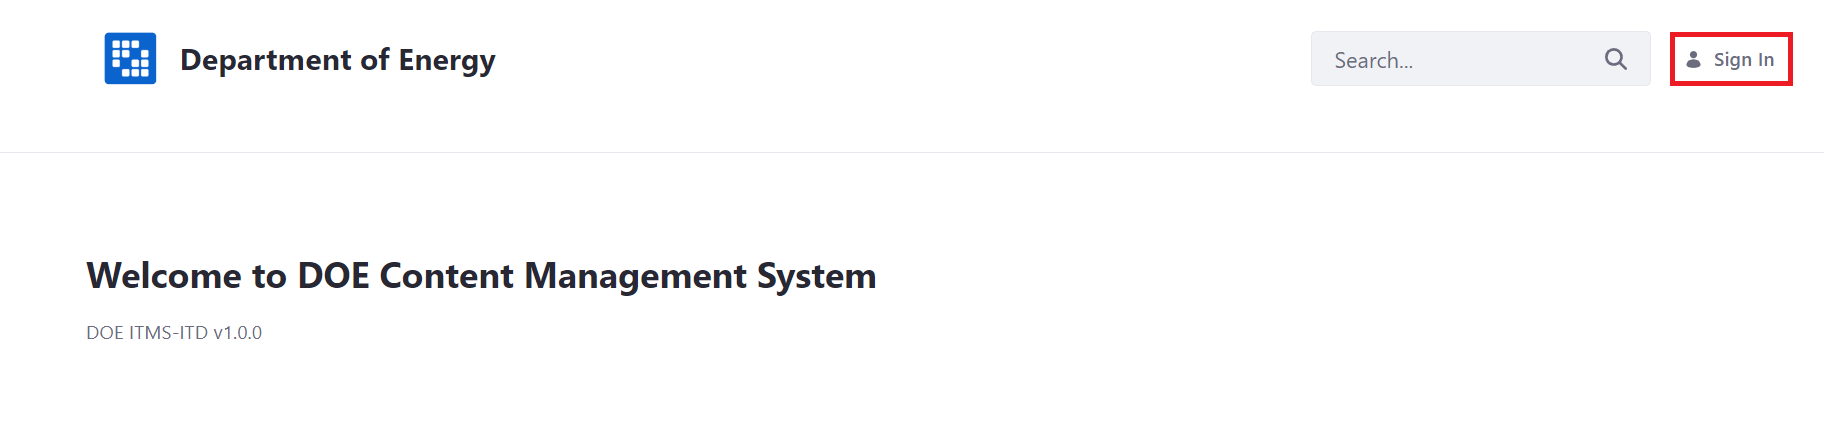 Department of Energy
Search...
Sign In
Welcome to DOE Content Management System
DOE ITMS-ITD v1.0.0